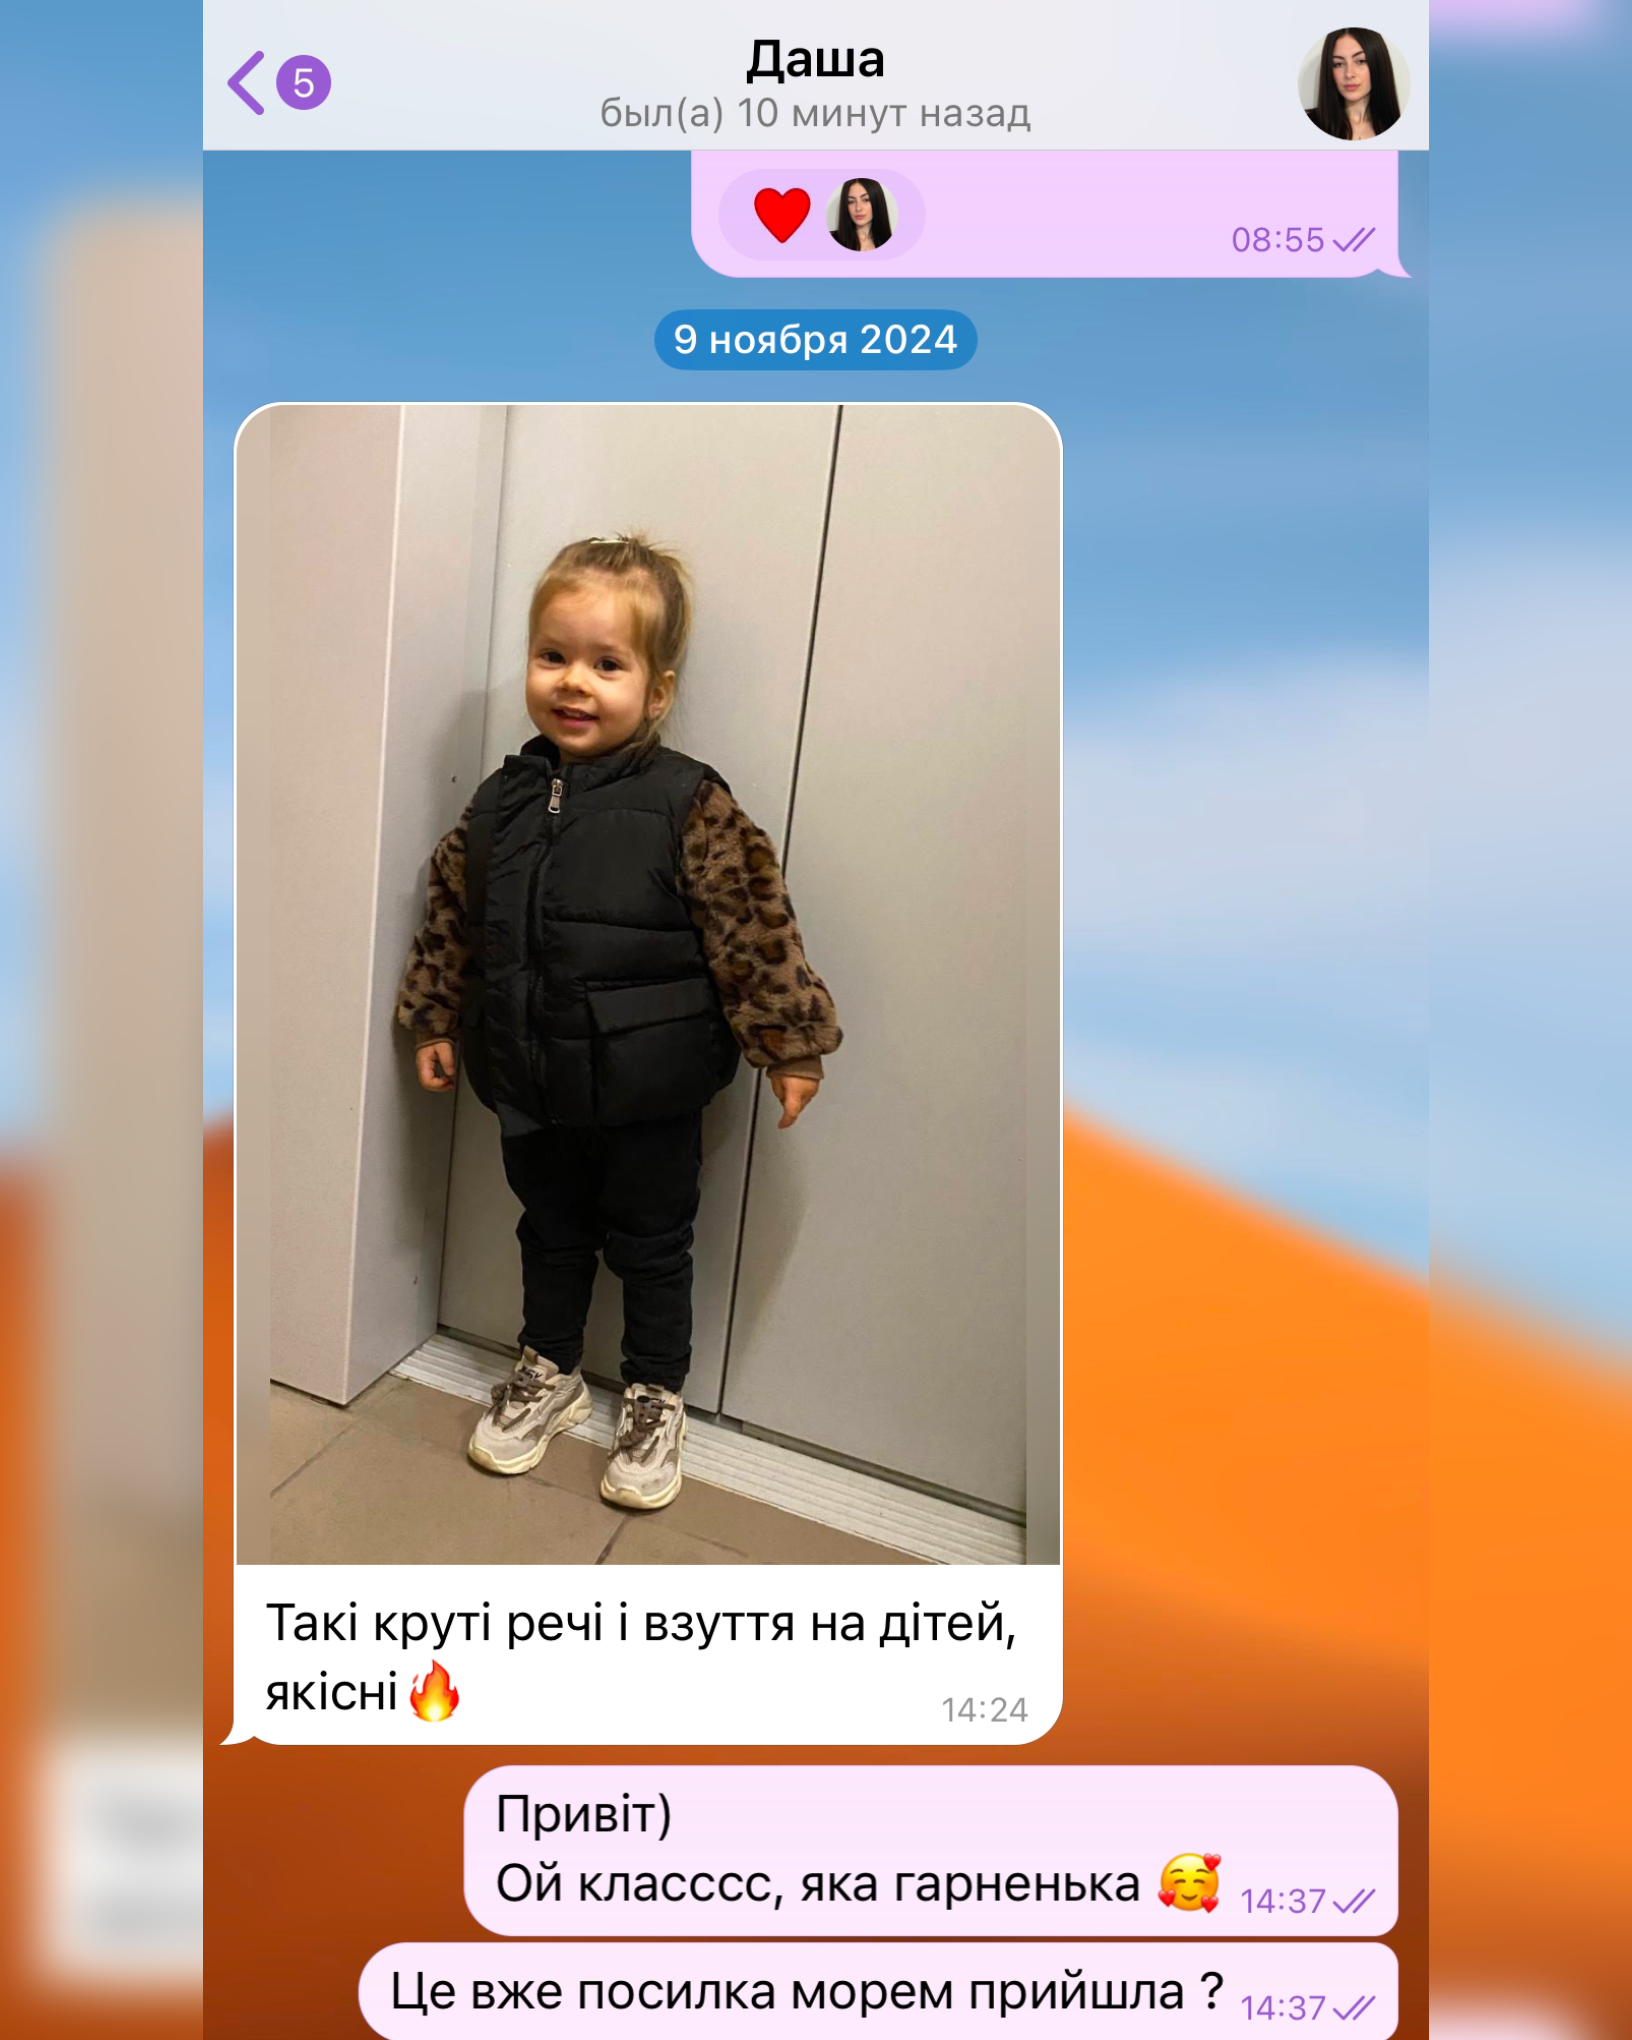 5
Даша
был(а) 10 минут назад
08:55
9 ноября 2024
Такі круті речі і взуття на дітей,
якісні🔥
14:24
Привіт)
Ой класссс, яка гарненька 🥰 14:37
Це вже посилка морем прийшла ? 14:37